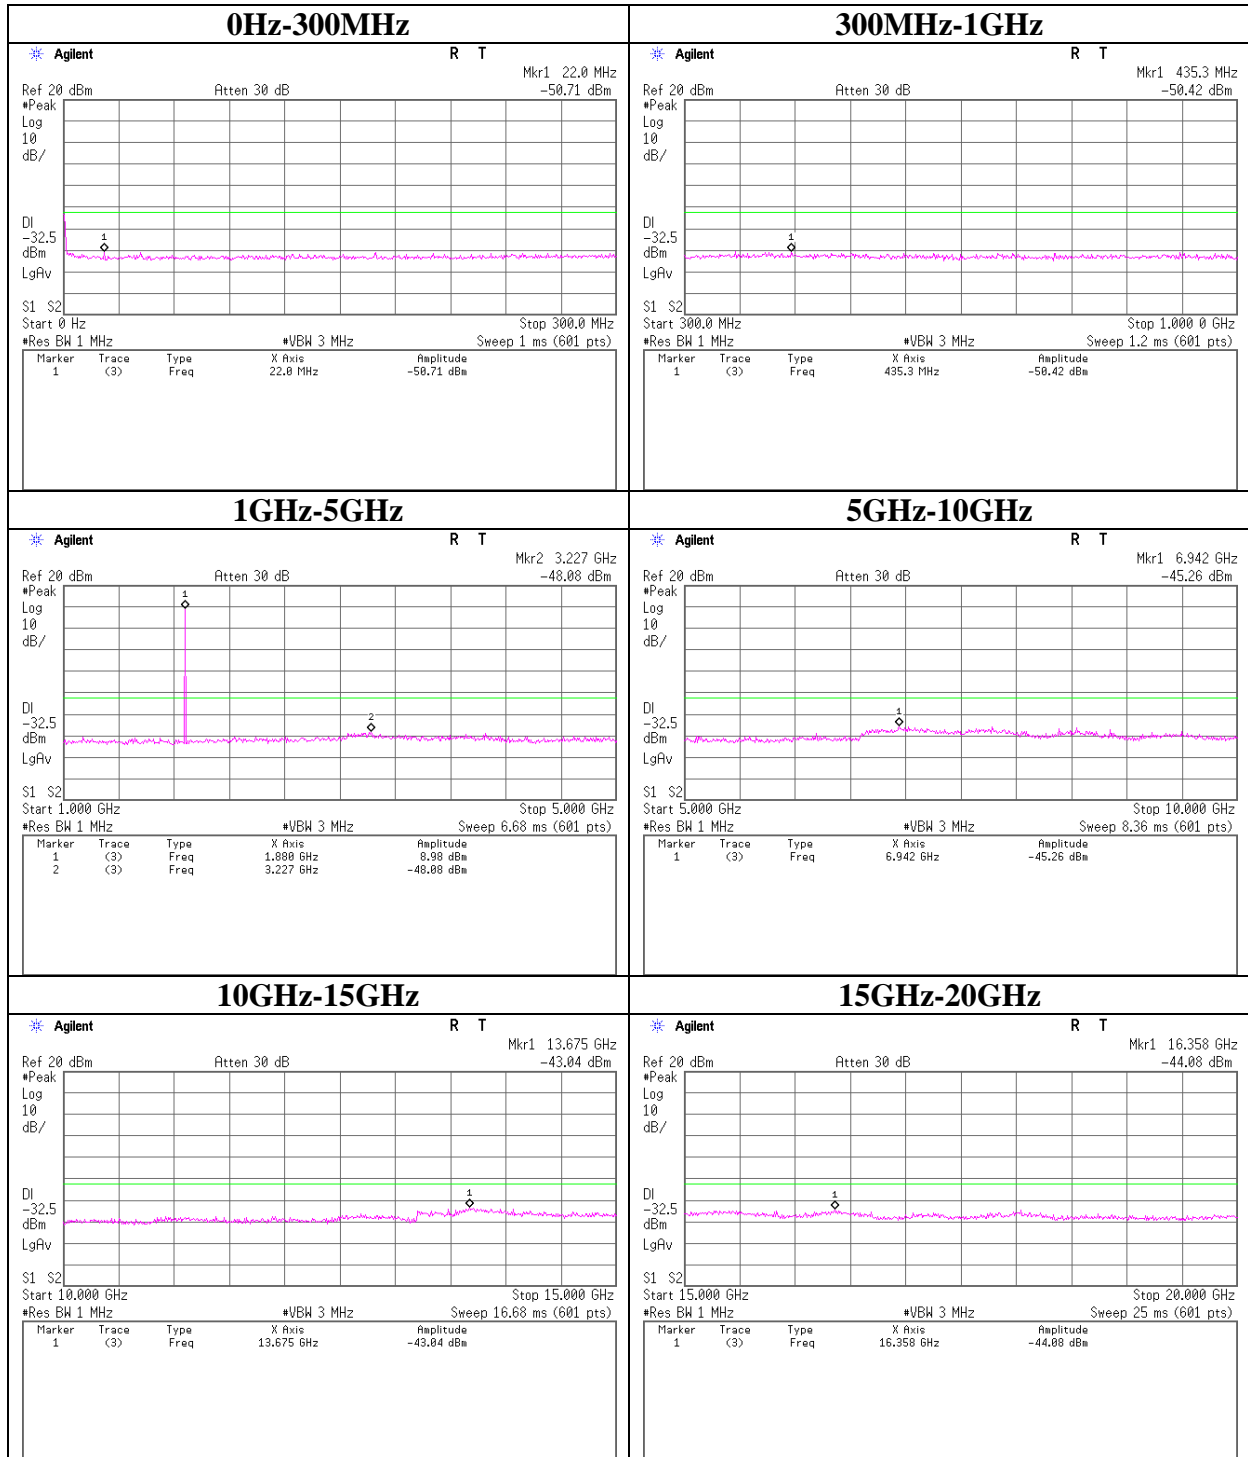 0Hz-300MHz
Agilent
R T
Mkr1 22.0 MHz
Ref 20 dBm Atten 30 dB -50.71 dBm
#Peak
Log
10
dB/
1
DI
-32.5
dBm
LgAv
S1 S2
Start 0 Hz Stop 300.0 MHz
#Res BW 1 MHz #VBW 3 MHz Sweep 1 ms (601 pts)
Marker Trace Type X Axis Amplitude
1 (3) Freq 22.0 MHz -50.71 dBm
300MHz-1GHz
Agilent
R T
Mkr1 435.3 MHz
Ref 20 dBm Atten 30 dB -50.42 dBm
#Peak
Log
10
dB/
1
DI
-32.5
dBm
LgAv
S1 S2
Start 300.0 MHz Stop 1.000 0 GHz
#Res BW 1 MHz #VBW 3 MHz Sweep 1.2 ms (601 pts)
Marker Trace Type X Axis Amplitude
1 (3) Freq 435.3 MHz -50.42 dBm
1GHz-5GHz
Agilent
R T
Mkr2 3.227 GHz
Ref 20 dBm Atten 30 dB -48.08 dBm
#Peak
Log
10
dB/
1
2
DI
-32.5
dBm
LgAv
S1 S2
Start 1.000 GHz Stop 5.000 GHz
#Res BW 1 MHz #VBW 3 MHz Sweep 6.68 ms (601 pts)
Marker Trace Type X Axis Amplitude
1 (3) Freq 1.880 GHz 8.98 dBm
2 (3) Freq 3.227 GHz -48.08 dBm
5GHz-10GHz
Agilent
R T
Mkr1 6.942 GHz
Ref 20 dBm Atten 30 dB -45.26 dBm
#Peak
Log
10
dB/
1
DI
-32.5
dBm
LgAv
S1 S2
Start 5.000 GHz Stop 10.000 GHz
#Res BW 1 MHz #VBW 3 MHz Sweep 8.36 ms (601 pts)
Marker Trace Type X Axis Amplitude
1 (3) Freq 6.942 GHz -45.26 dBm
10GHz-15GHz
Agilent
R T
Mkr1 13.675 GHz
Ref 20 dBm Atten 30 dB -43.04 dBm
#Peak
Log
10
dB/
1
DI
-32.5
dBm
LgAv
S1 S2
Start 10.000 GHz Stop 15.000 GHz
#Res BW 1 MHz #VBW 3 MHz Sweep 16.68 ms (601 pts)
Marker Trace Type X Axis Amplitude
1 (3) Freq 13.675 GHz -43.04 dBm
15GHz-20GHz
Agilent
R T
Mkr1 16.358 GHz
Ref 20 dBm Atten 30 dB -44.08 dBm
#Peak
Log
10
dB/
1
DI
-32.5
dBm
LgAv
S1 S2
Start 15.000 GHz Stop 20.000 GHz
#Res BW 1 MHz #VBW 3 MHz Sweep 25 ms (601 pts)
Marker Trace Type X Axis Amplitude
1 (3) Freq 16.358 GHz -44.08 dBm